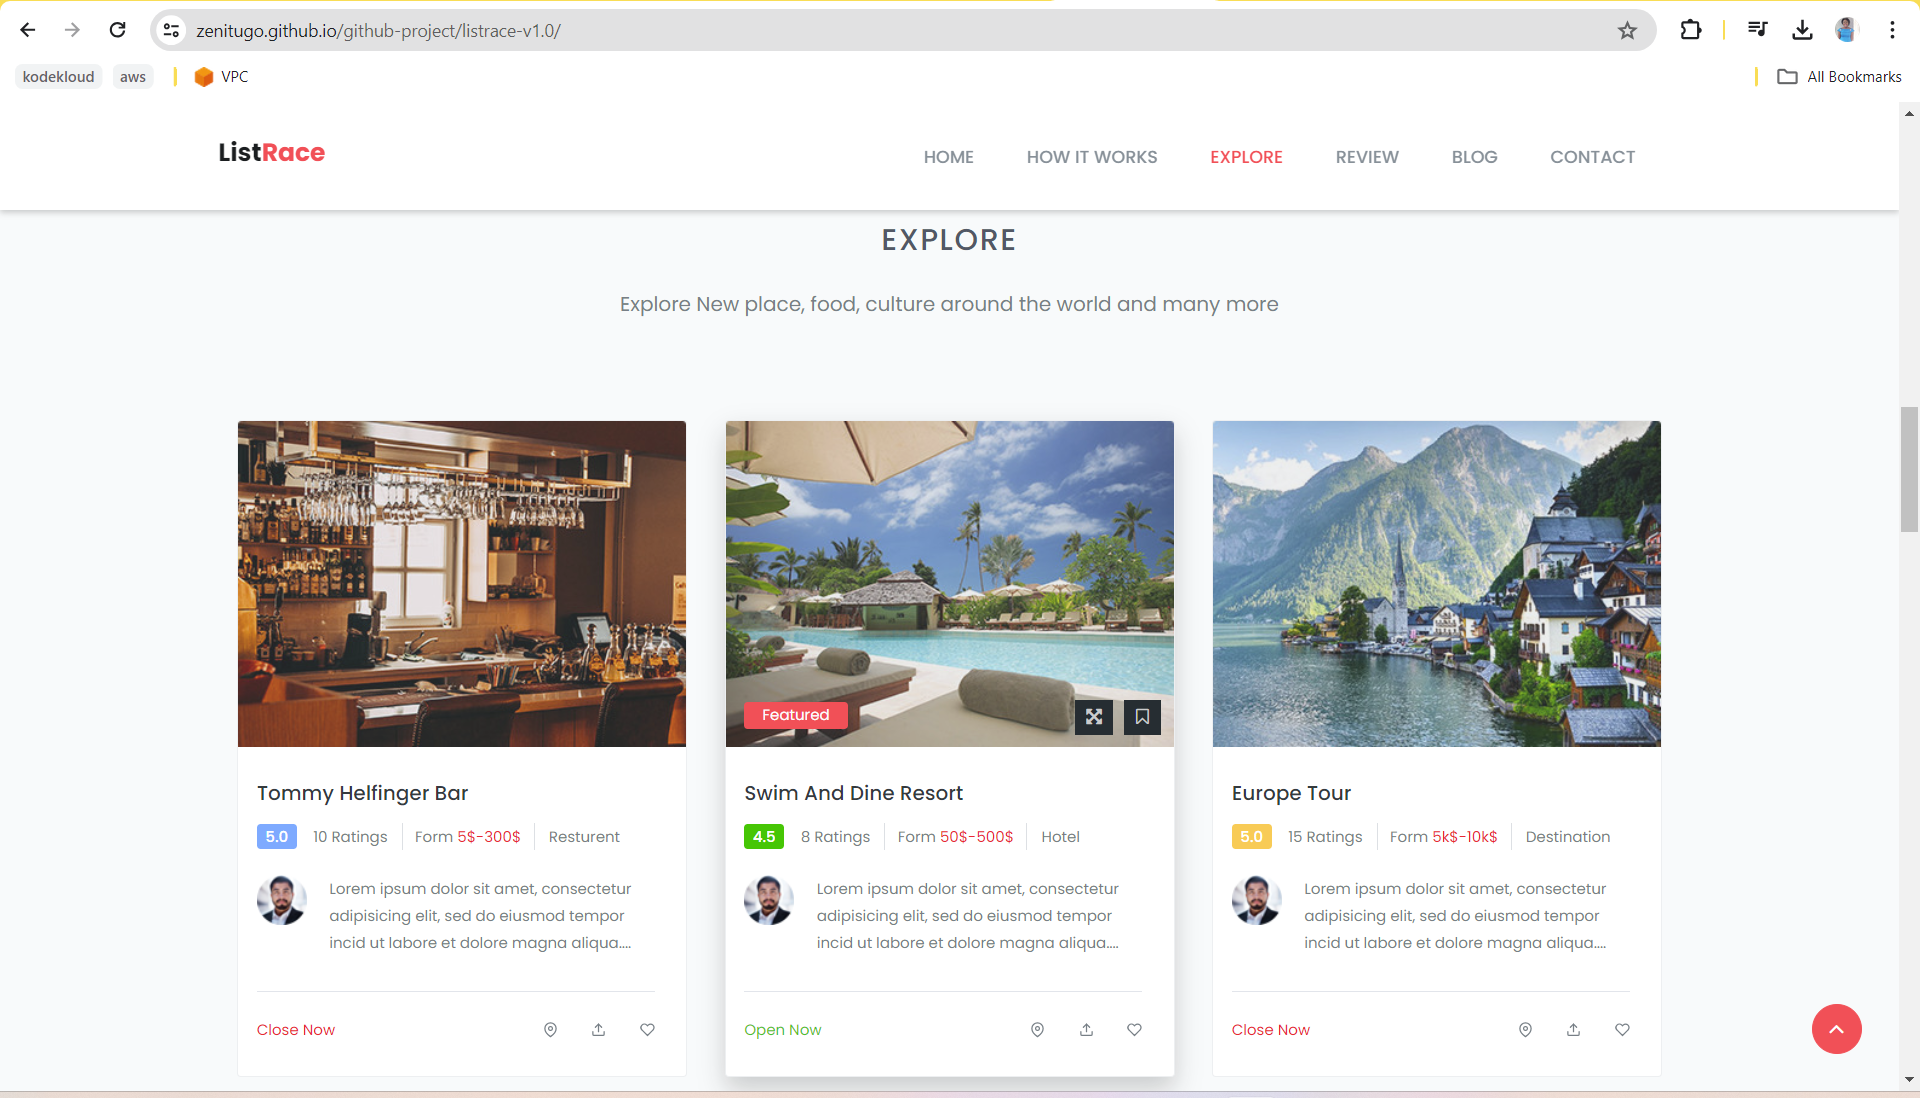 zenitugo.github.io/github-project/listrace-v1.0/
kodekloud aws VPC All Bookmarks
ListRace HOME HOW IT WORKS EXPLORE REVIEW BLOG CONTACT
EXPLORE
Explore New place, food, culture around the world and many more
Featured
Tommy Helfinger Bar
5.0 10 Ratings Form 5$-300$ Resturent
Lorem ipsum dolor sit amet, consectetur
adipisicing elit, sed do eiusmod tempor
incid ut labore et dolore magna aliqua....
Close Now
Swim And Dine Resort
4.5 8 Ratings Form 50$-500$ Hotel
Lorem ipsum dolor sit amet, consectetur
adipisicing elit, sed do eiusmod tempor
incid ut labore et dolore magna aliqua....
Open Now
Europe Tour
5.0 15 Ratings Form 5k$-10k$ Destination
Lorem ipsum dolor sit amet, consectetur
adipisicing elit, sed do eiusmod tempor
incid ut labore et dolore magna aliqua....
Close Now